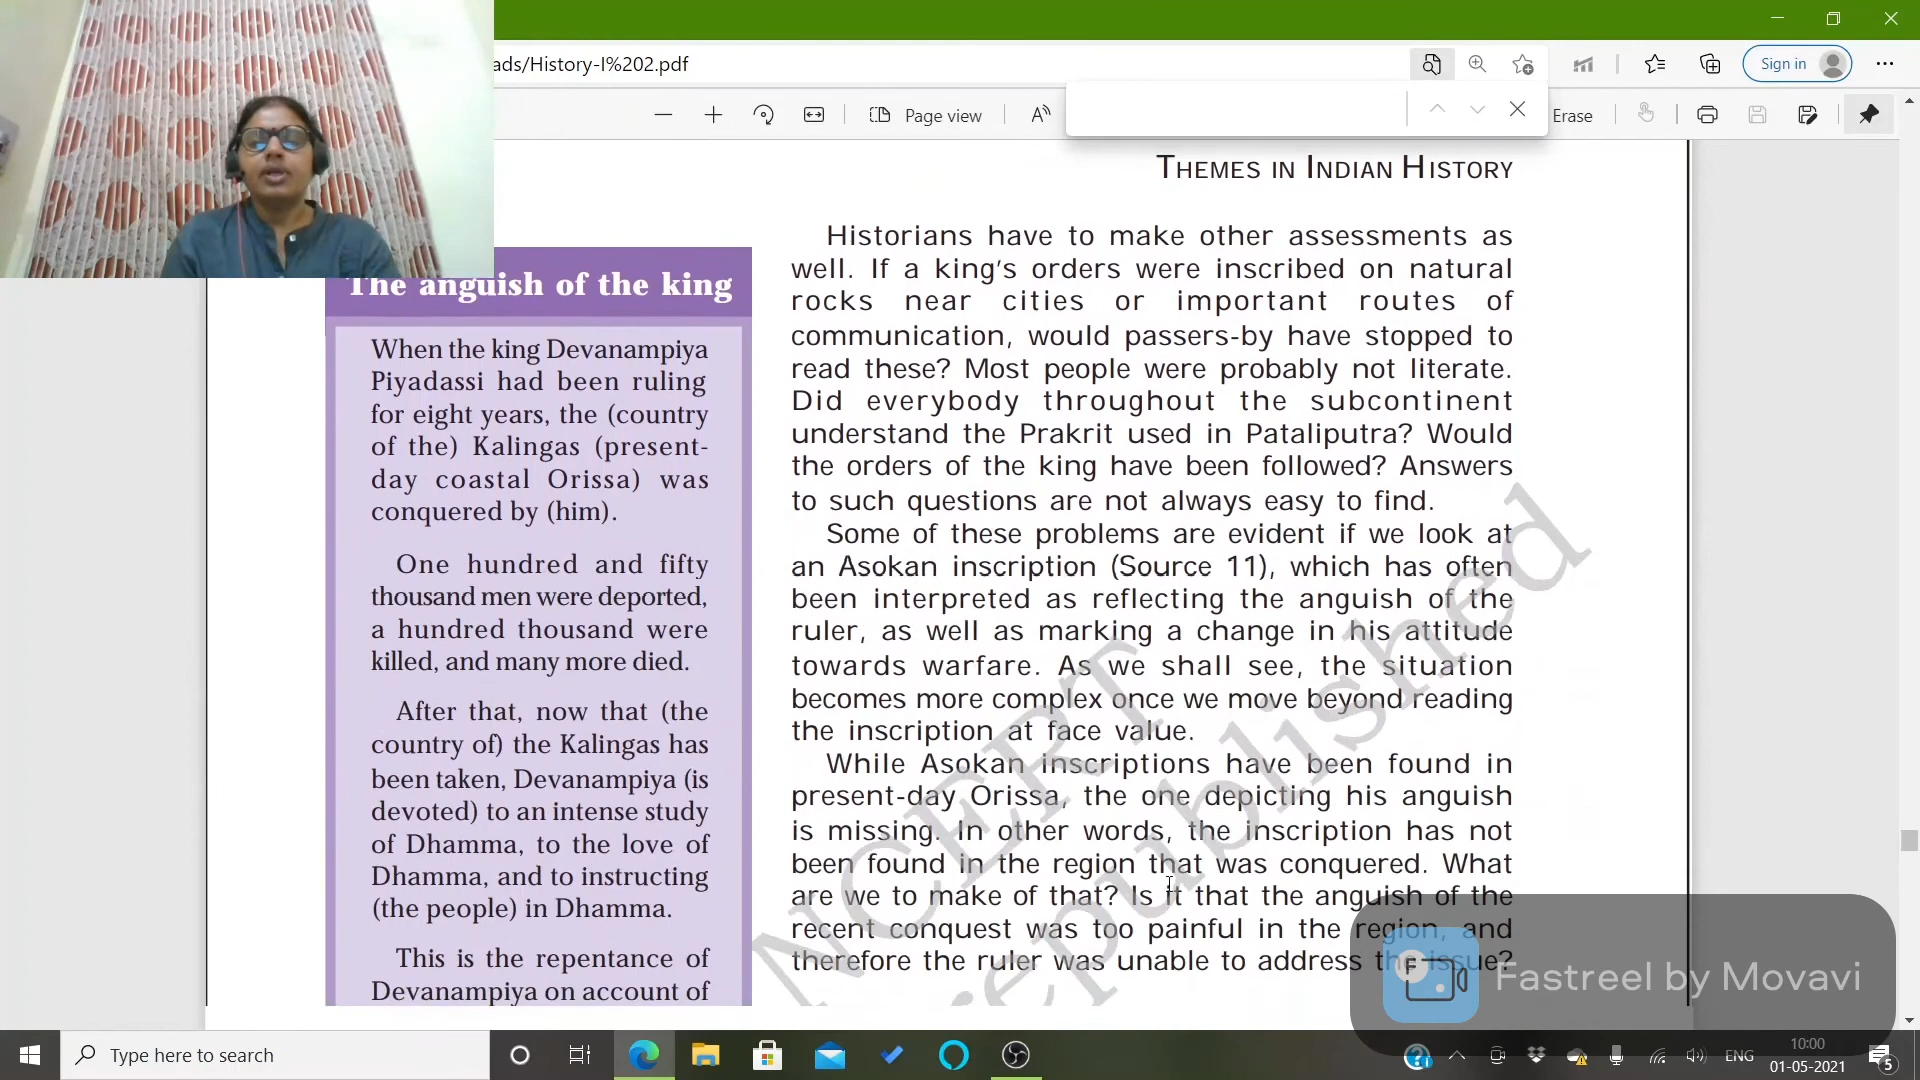 ads/History-I%202.pdf
Sign in
Page view
Erase
THEMES IN INDIAN HISTORY
The anguish of the king
When the king Devanampiya
Piyadassi had been ruling
for eight years, the (country
of the) Kalingas (present-
day coastal Orissa) was
conquered by (him).
One hundred and fifty
thousand men were deported,
a hundred thousand were
killed, and many more died.
After that, now that (the
country of) the Kalingas has
been taken, Devanampiya (is
devoted) to an intense study
of Dhamma, to the love of
Dhamma, and to instructing
(the people) in Dhamma.
This is the repentance of
Devanampiya on account of
Historians have to make other assessments as
well. If a king's orders were inscribed on natural
rocks near cities or important routes of
communication, would passers-by have stopped to
read these? Most people were probably not literate.
Did everybody throughout the subcontinent
understand the Prakrit used in Pataliputra? Would
the orders of the king have been followed? Answers
to such questions are not always easy to find.
Some of these problems are evident if we look at
an Asokan inscription (Source 11), which has often
been interpreted as reflecting the anguish of the
ruler, as well as marking a change in his attitude
towards warfare. As we shall see, the situation
becomes more complex once we move beyond reading
the inscription at face value.
While Asokan inscriptions have been found in
present-day Orissa, the one depicting his anguish
is missing. In other words, the inscription has not
been found in the region that was conquered. What
are we to make of that? Is it that the anguish of the
recent conquest was too painful in the region, and
therefore the ruler was unable to address the issue?
NCERT
republished
Fastreel by Movavi
Type here to search
ENG
10:00
01-05-2021
5